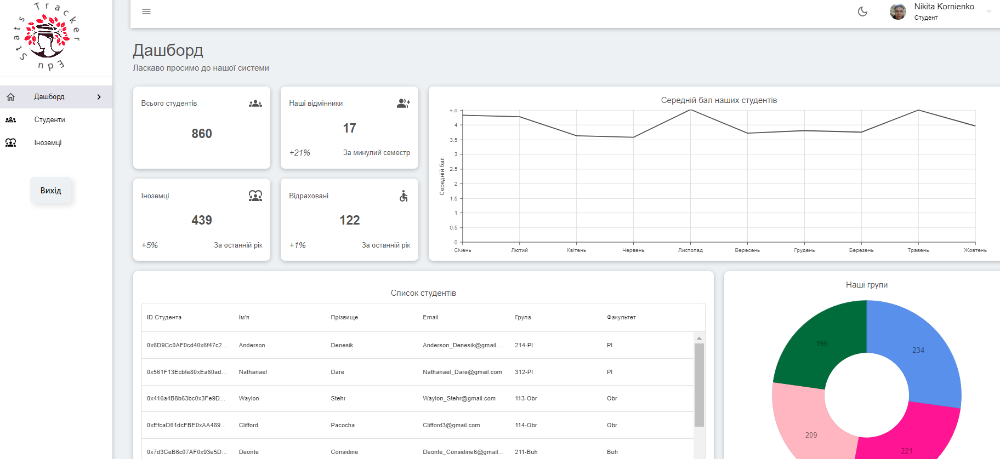 Edu Stats Tracker
Nikita Kornienko
Студент
Дашборд
Студенти
Іноземці
Вихід
Дашборд
Ласкаво просимо до нашої системи
Всього студентів
860
Наші відмінники
17
+21% За минулий семестр
Іноземці
439
+5% За останній рік
Відраховані
122
+1% За останній рік
Середній бал наших студентів
Середній бал
4.5
4
3.5
3
2.5
2
1.5
1
0.5
0
Січень Лютий Квітень Червень Листопад Вересень Грудень Березень Травень Жовтень
Список студентів
ID Студента Ім'я Прізвище Email Група Факультет
0x6D9Cc0AF0cd40x6f47c2... Anderson Denesik Anderson_Denesik@gmail.... 214-PI PI
0x561F13Ecbfe80xEa60ad... Nathanael Dare Nathanael_Dare@gmail.com 312-PI PI
0x416a4B8b63bc0x3Fe9D... Waylon Stehr Waylon_Stehr@gmail.com 113-Obr Obr
0xEfcaD61dcFBE0xAA489... Clifford Pacocha Clifford3@gmail.com 114-Obr Obr
0x7d3CeB6c07AF0x93e5D... Deonte Considine Deonte_Considine6@gmail... 211-Buh Buh
Наші групи
196
234
209
221